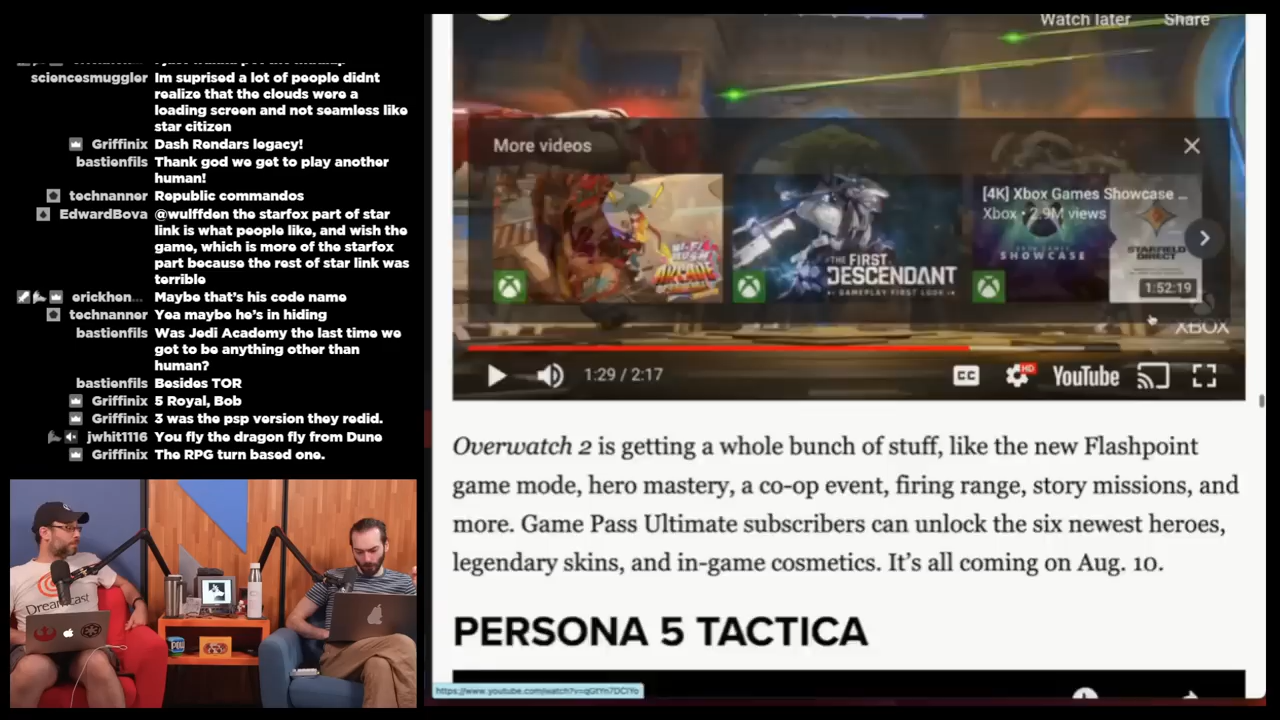 sciencesmuggler Im suprised a lot of people didnt
realize that the clouds were a
loading screen and not seamless like
star citizen
Griffinix Dash Rendars legacy!
bastienfils Thank god we get to play another
human!
technanner Republic commandos
EdwardBova @wulffden the starfox part of star
link is what people like, and wish the
game, which is more of the starfox
part because the rest of star link was
terrible
erickhen... Maybe that's his code name
technanner Yea maybe he's in hiding
bastienfils Was Jedi Academy the last time we
got to be anything other than
human?
bastienfils Besides TOR
Griffinix 5 Royal, Bob
Griffinix 3 was the psp version they redid.
jwhit1116 You fly the dragon fly from Dune
Griffinix The RPG turn based one.
Dreamcast
Watch later Share
More videos
HI-FI
RUSH
ARCADE
THE FIRST
DESCENDANT
GAMEPLAY FIRST LOOK
[4K] Xbox Games Showcase ...
Xbox • 2.9M views
SHOWCASE
STARFIELD
DIRECT
1:52:19
XBOX
1:29 / 2:17
CC
HD
YouTube
Overwatch 2 is getting a whole bunch of stuff, like the new Flashpoint
game mode, hero mastery, a co-op event, firing range, story missions, and
more. Game Pass Ultimate subscribers can unlock the six newest heroes,
legendary skins, and in-game cosmetics. It's all coming on Aug. 10.
PERSONA 5 TACTICA